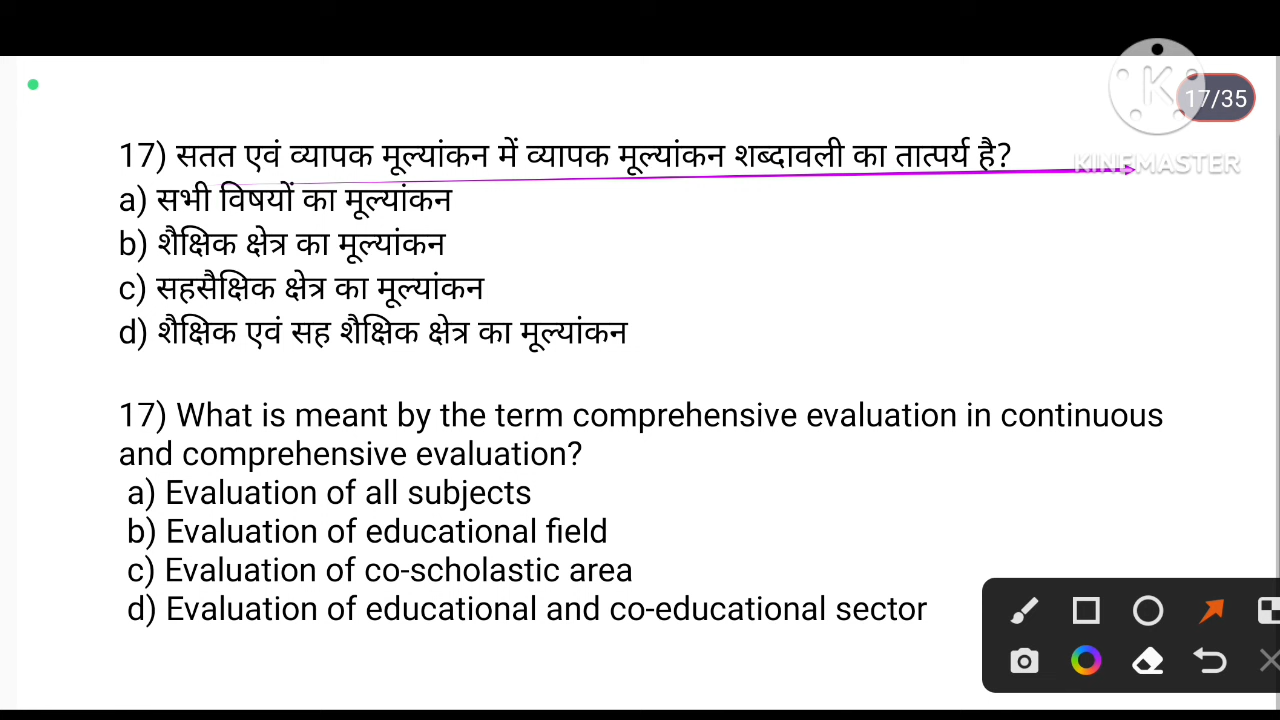 17/35
KINEMASTER
17) सतत एवं व्यापक मूल्यांकन में व्यापक मूल्यांकन शब्दावली का तात्पर्य है?
a) सभी विषयों का मूल्यांकन
b) शैक्षिक क्षेत्र का मूल्यांकन
c) सहसैक्षिक क्षेत्र का मूल्यांकन
d) शैक्षिक एवं सह शैक्षिक क्षेत्र का मूल्यांकन
17) What is meant by the term comprehensive evaluation in continuous
and comprehensive evaluation?
a) Evaluation of all subjects
b) Evaluation of educational field
c) Evaluation of co-scholastic area
d) Evaluation of educational and co-educational sector